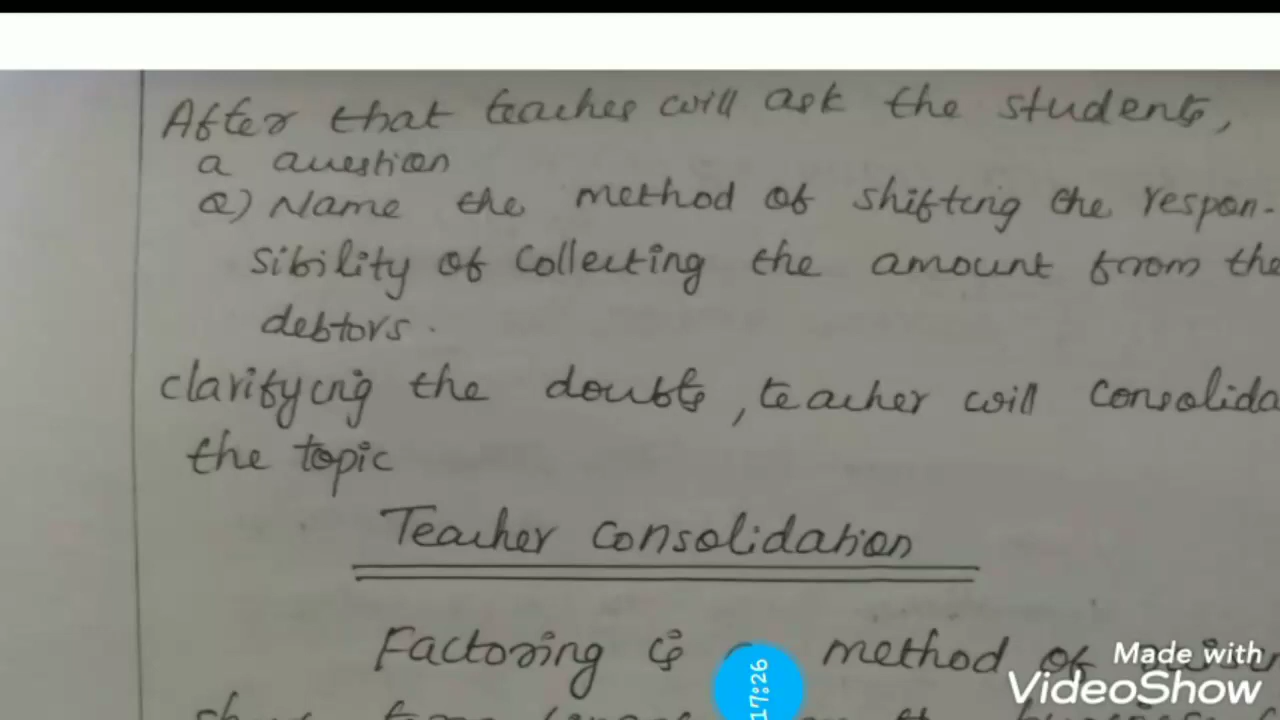 After that teacher will ask the students,
a question
Q) Name the method of shifting the respon-
sibility of collecting the amount from the
debtors.
clarifying the doubts, teacher will consolida
the topic
Teacher consolidation
Factoring is method of
17:26
Made with
VideoShow